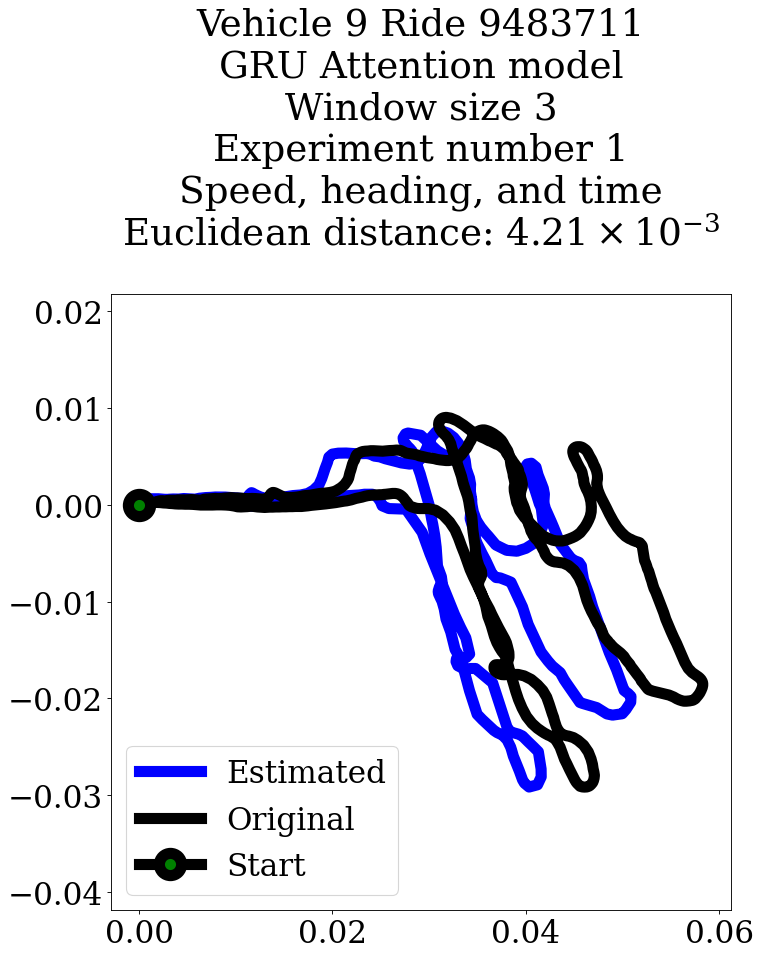 Vehicle 9 Ride 9483711
GRU Attention model
Window size 3
Experiment number 1
Speed, heading, and time
Euclidean distance: 4.21 × 10⁻³
0.02
0.01
0.00
−0.01
−0.02
−0.03
−0.04
Estimated
Original
Start
0.00 0.02 0.04 0.06